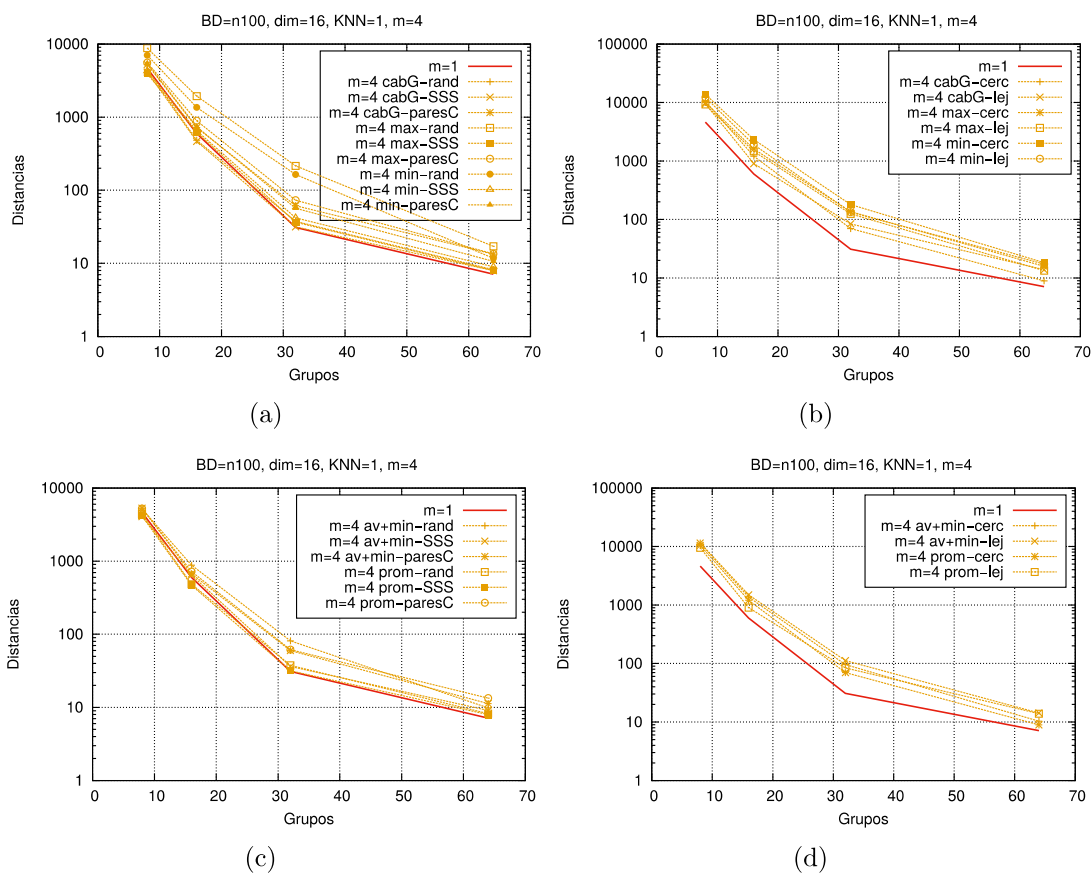 BD=n100, dim=16, KNN=1, m=4
10000
1000
100
10
1
0 10 20 30 40 50 60 70
Distancias
Grupos
m=1
m=4 cabG-rand
m=4 cabG-SSS
m=4 cabG-paresC
m=4 max-rand
m=4 max-SSS
m=4 max-paresC
m=4 min-rand
m=4 min-SSS
m=4 min-paresC
(a)
BD=n100, dim=16, KNN=1, m=4
100000
10000
1000
100
10
1
0 10 20 30 40 50 60 70
Distancias
Grupos
m=1
m=4 cabG-cerc
m=4 cabG-lej
m=4 max-cerc
m=4 max-lej
m=4 min-cerc
m=4 min-lej
(b)
BD=n100, dim=16, KNN=1, m=4
10000
1000
100
10
1
0 10 20 30 40 50 60 70
Distancias
Grupos
m=1
m=4 av+min-rand
m=4 av+min-SSS
m=4 av+min-paresC
m=4 prom-rand
m=4 prom-SSS
m=4 prom-paresC
(c)
BD=n100, dim=16, KNN=1, m=4
100000
10000
1000
100
10
1
0 10 20 30 40 50 60 70
Distancias
Grupos
m=1
m=4 av+min-cerc
m=4 av+min-lej
m=4 prom-cerc
m=4 prom-lej
(d)